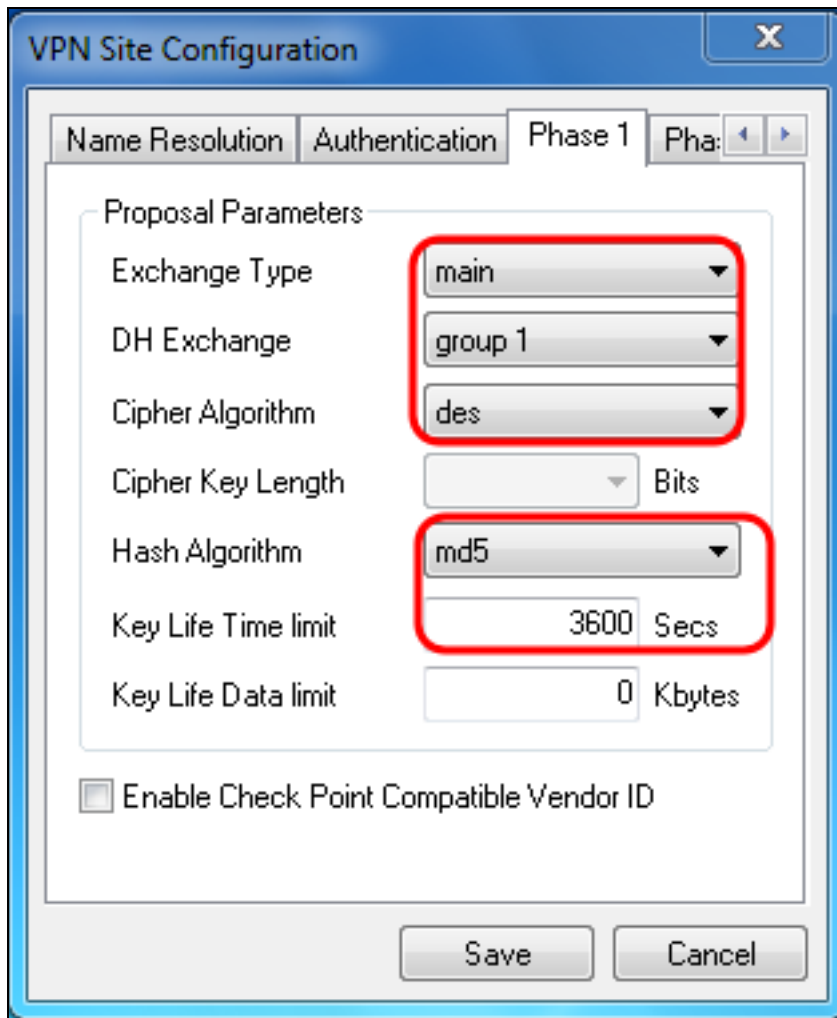 VPN Site Configuration
Name Resolution Authentication Phase 1 Pha
Proposal Parameters
Exchange Type main
DH Exchange group 1
Cipher Algorithm des
Cipher Key Length Bits
Hash Algorithm md5
Key Life Time limit 3600 Secs
Key Life Data limit 0 Kbytes
Enable Check Point Compatible Vendor ID
Save Cancel